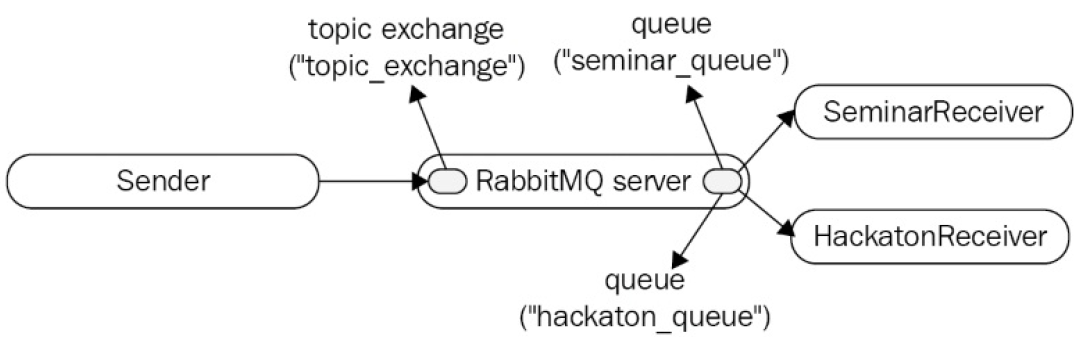 topic exchange
("topic_exchange")
queue
("seminar_queue")
SeminarReceiver
Sender
RabbitMQ server
HackatonReceiver
queue
("hackaton_queue")